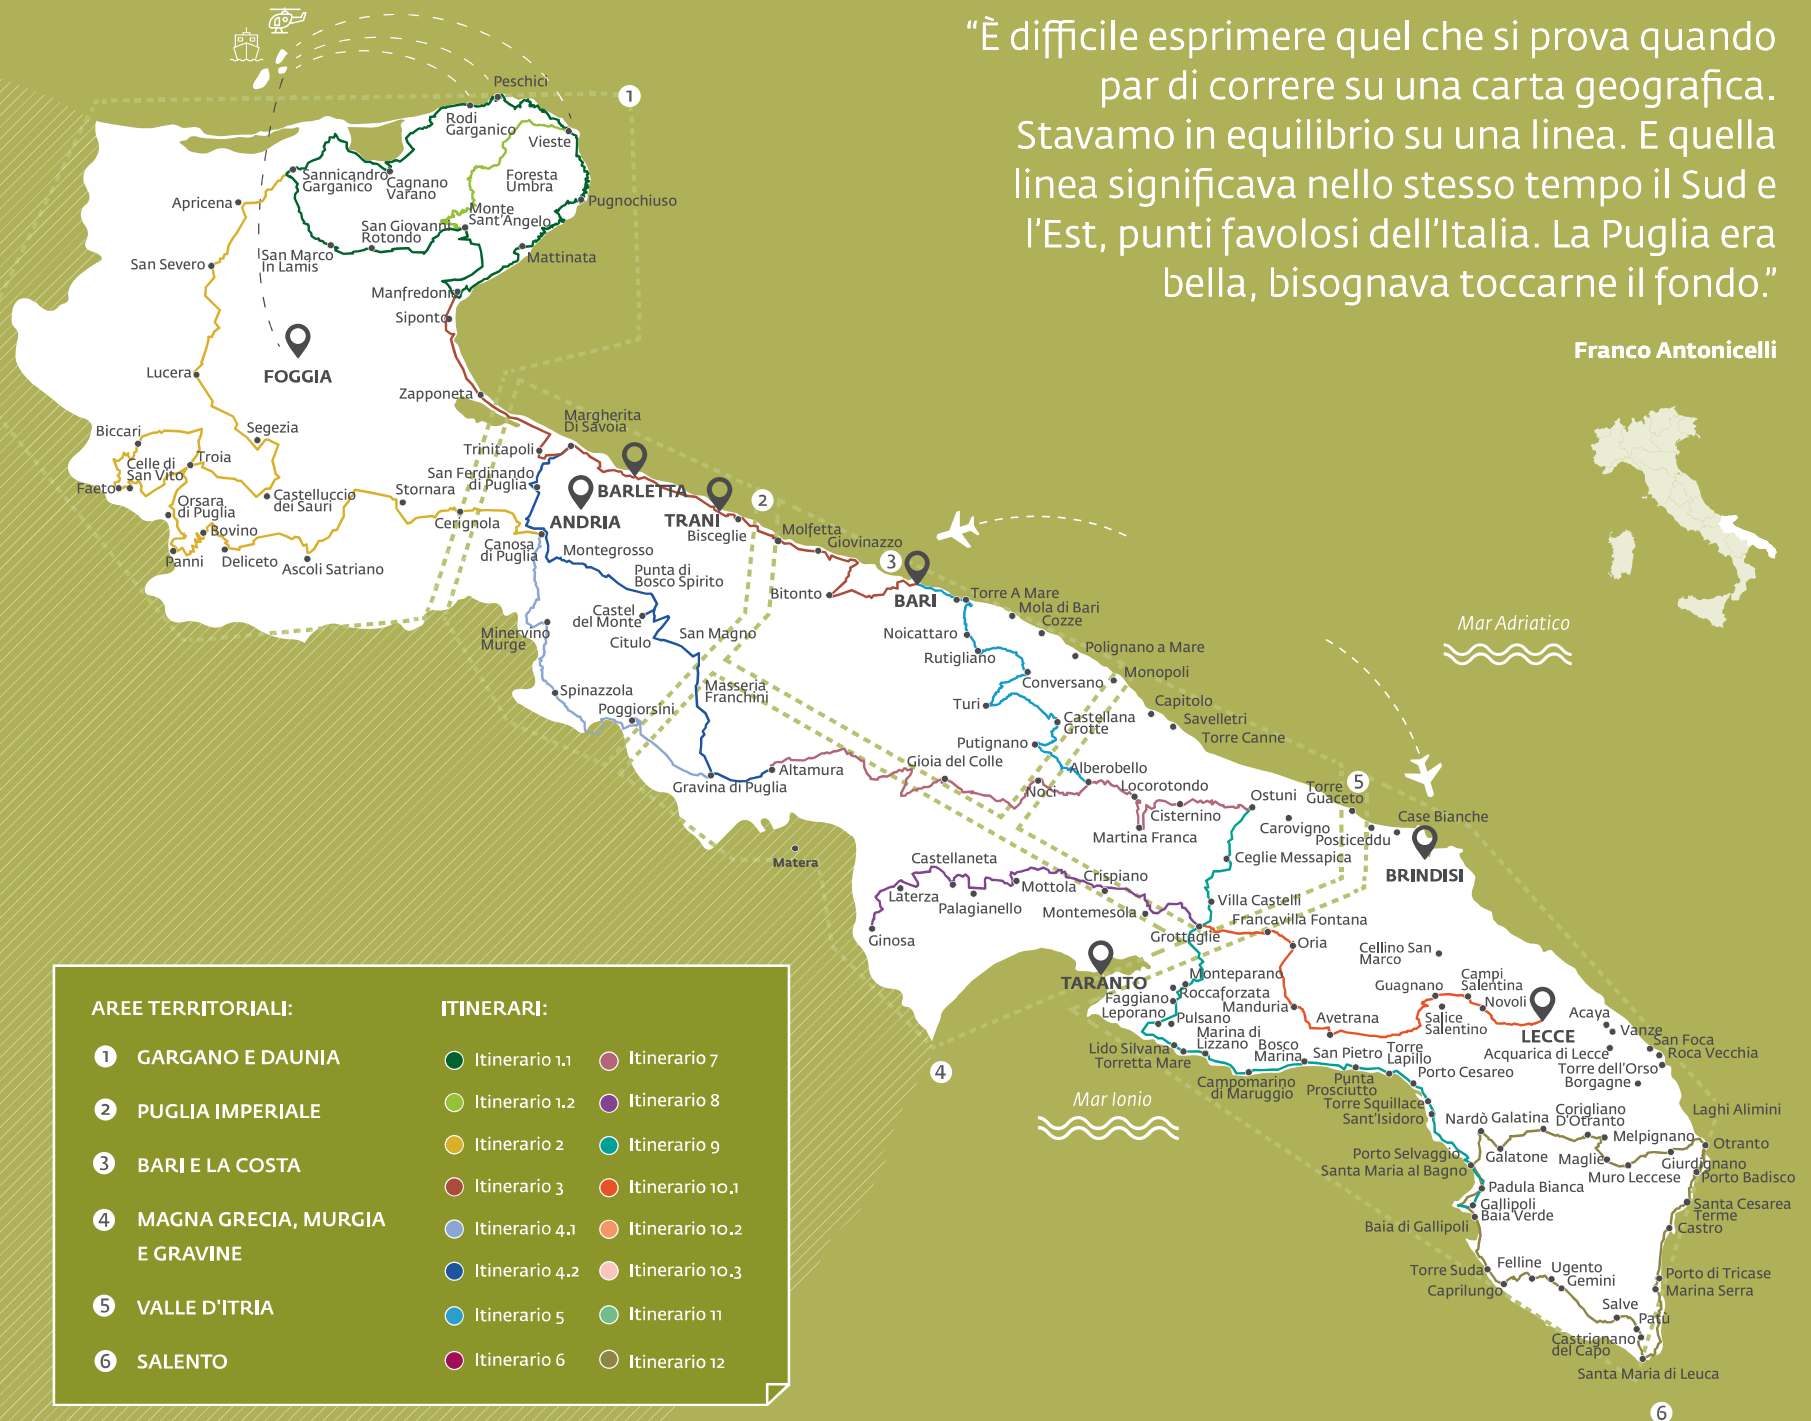 “È difficile esprimere quel che si prova quando
par di correre su una carta geografica.
Stavamo in equilibrio su una linea. E quella
linea significava nello stesso tempo il Sud e
l'Est, punti favolosi dell'Italia. La Puglia era
bella, bisognava toccarne il fondo.”
Franco Antonicelli
1
Peschici
Rodi
Garganico
Vieste
Sannicandro
Garganico
Cagnano
Varano
Foresta
Umbra
Apricena
Monte
Sant'Angelo
Pugnochiuso
San Giovanni
Rotondo
San Marco
In Lamis
San Severo
Mattinata
Manfredonia
Siponto
FOGGIA
Lucera
Zapponeta
Margherita
Di Savoia
Biccari
Segezia
Trinitapoli
Troia
Celle di
San Vito
San Ferdinando
di Puglia
Faeto
Stornara
BARLETTA
2
Orsara
di Puglia
Castelluccio
dei Sauri
Cerignola
ANDRIA
TRANI
Bisceglie
Molfetta
Giovinazzo
Bovino
Canosa
di Puglia
Montegrosso
Panni
Deliceto
Ascoli Satriano
Punta di
Bosco Spirito
3
Bitonto
BARI
Torre A Mare
Mola di Bari
Cozze
Castel
del Monte
Minervino
Murge
Citulo
San Magno
Noicattaro
Rutigliano
Polignano a Mare
Monopoli
Mar Adriatico
Conversano
Spinazzola
Masseria
Franchini
Poggiorsini
Turi
Capitolo
Castellana
Grotte
Savelletri
Torre Canne
Putignano
Gioia del Colle
Altamura
Alberobello
Gravina di Puglia
Noci
Locorotondo
Ostuni
Torre
Guaceto
5
Cisternino
Martina Franca
Carovigno
Posticeddu
Case Bianche
Matera
Castellaneta
Ceglie Messapica
BRINDISI
Laterza
Mottola
Crispiano
Palagianello
Montemesola
Villa Castelli
Francavilla Fontana
Ginosa
Grottaglie
Oria
Cellino San
Marco
TARANTO
Monteparano
Roccaforzata
Faggiano
Leporano
Manduria
Guagnano
Campi
Salentina
Novoli
Pulsano
Avetrana
Salice
Salentino
LECCE
Acaya
Vanze
Marina di
Lizzano
Lido Silvana
Torretta Mare
Bosco
Marina
San Pietro
Torre
Lapillo
Acquarica di Lecce
San Foca
Roca Vecchia
4
Campomarino
di Maruggio
Punta
Prosciutto
Porto Cesareo
Torre dell'Orso
Borgagne
Mar Ionio
Torre Squillace
Sant'Isidoro
Nardò
Galatina
Corigliano
D'Otranto
Laghi Alimini
Melpignano
Otranto
Porto Selvaggio
Santa Maria al Bagno
Galatone
Maglie
Giurdignano
Muro Leccese
Porto Badisco
Padula Bianca
Gallipoli
Baia Verde
Santa Cesarea
Terme
Baia di Gallipoli
Castro
Torre Suda
Felline
Ugento
Gemini
Porto di Tricase
Caprilungo
Marina Serra
Salve
Patù
Castrignano
del Capo
Santa Maria di Leuca
6
AREE TERRITORIALI:
1 GARGANO E DAUNIA
2 PUGLIA IMPERIALE
3 BARI E LA COSTA
4 MAGNA GRECIA, MURGIA
E GRAVINE
5 VALLE D'ITRIA
6 SALENTO
ITINERARI:
Itinerario 1.1
Itinerario 1.2
Itinerario 2
Itinerario 3
Itinerario 4.1
Itinerario 4.2
Itinerario 5
Itinerario 6
Itinerario 7
Itinerario 8
Itinerario 9
Itinerario 10.1
Itinerario 10.2
Itinerario 10.3
Itinerario 11
Itinerario 12